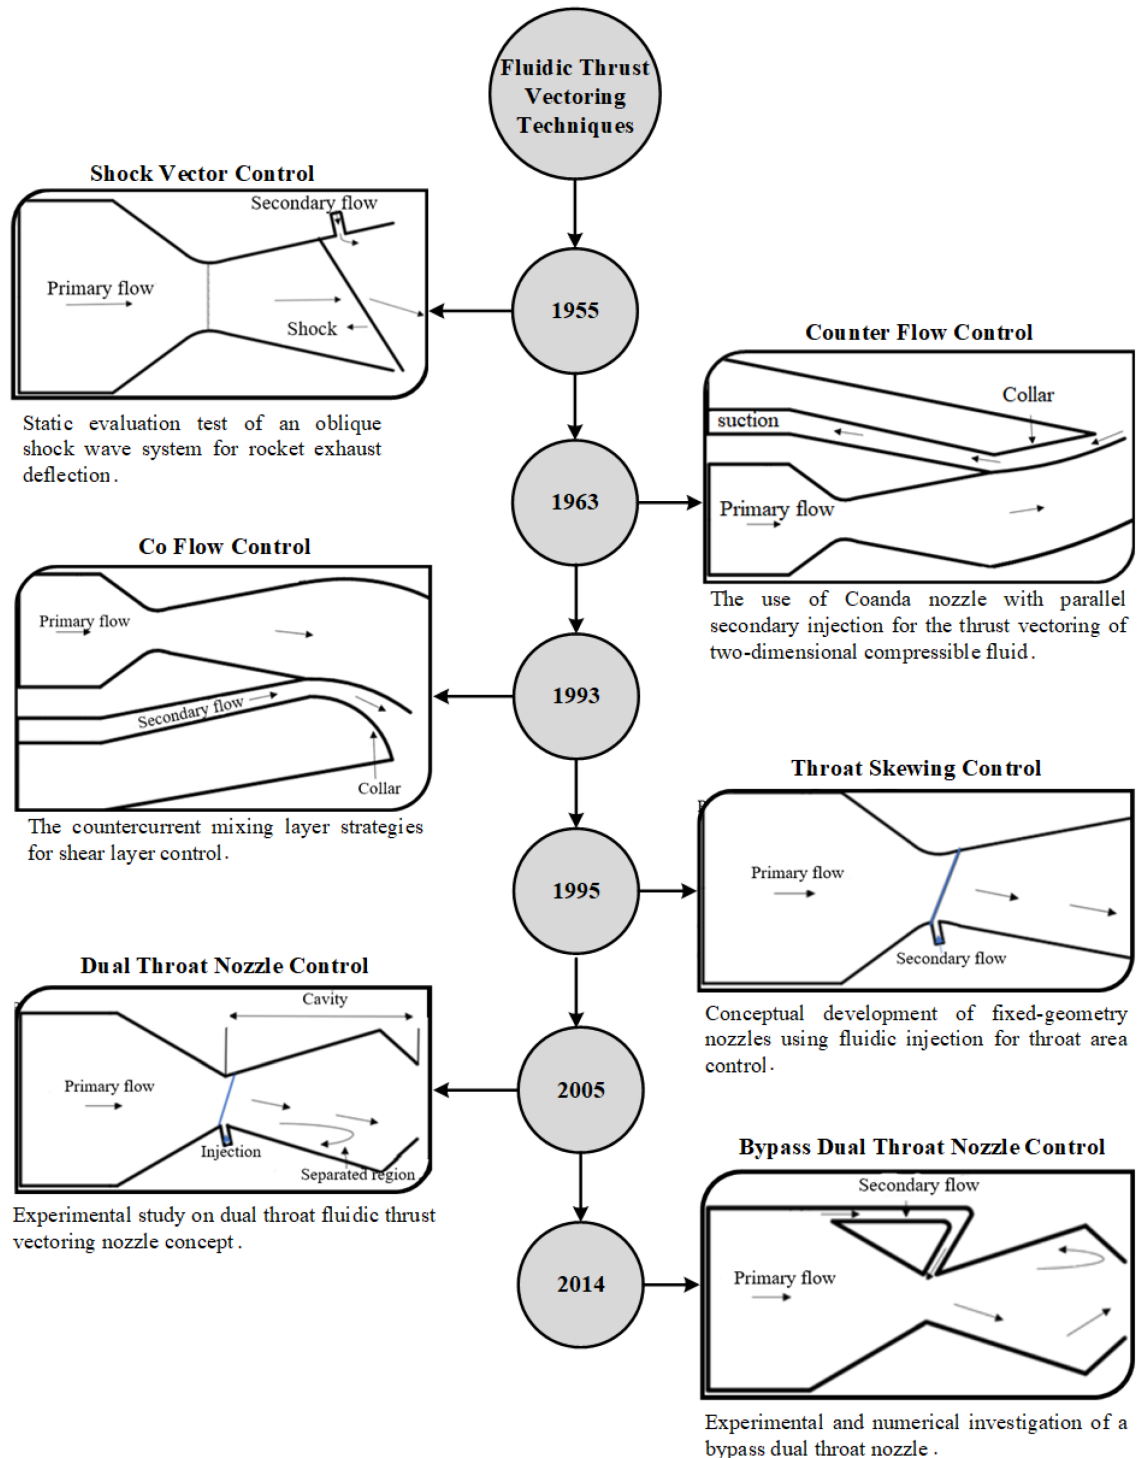 Fluidic Thrust
Vectoring
Techniques
Shock Vector Control
Secondary flow
Primary flow
Shock
Static evaluation test of an oblique
shock wave system for rocket exhaust
deflection.
1955
Counter Flow Control
Collar
suction
Primary flow
The use of Coanda nozzle with parallel
secondary injection for the thrust vectoring of
two-dimensional compressible fluid.
1963
Co Flow Control
Primary flow
Secondary flow
Collar
The countercurrent mixing layer strategies
for shear layer control.
1993
Throat Skewing Control
Primary flow
Secondary flow
Conceptual development of fixed-geometry
nozzles using fluidic injection for throat area
control.
1995
Dual Throat Nozzle Control
Cavity
Primary flow
Injection
Separated region
Experimental study on dual throat fluidic thrust
vectoring nozzle concept.
2005
Bypass Dual Throat Nozzle Control
Secondary flow
Primary flow
Experimental and numerical investigation of a
bypass dual throat nozzle.
2014